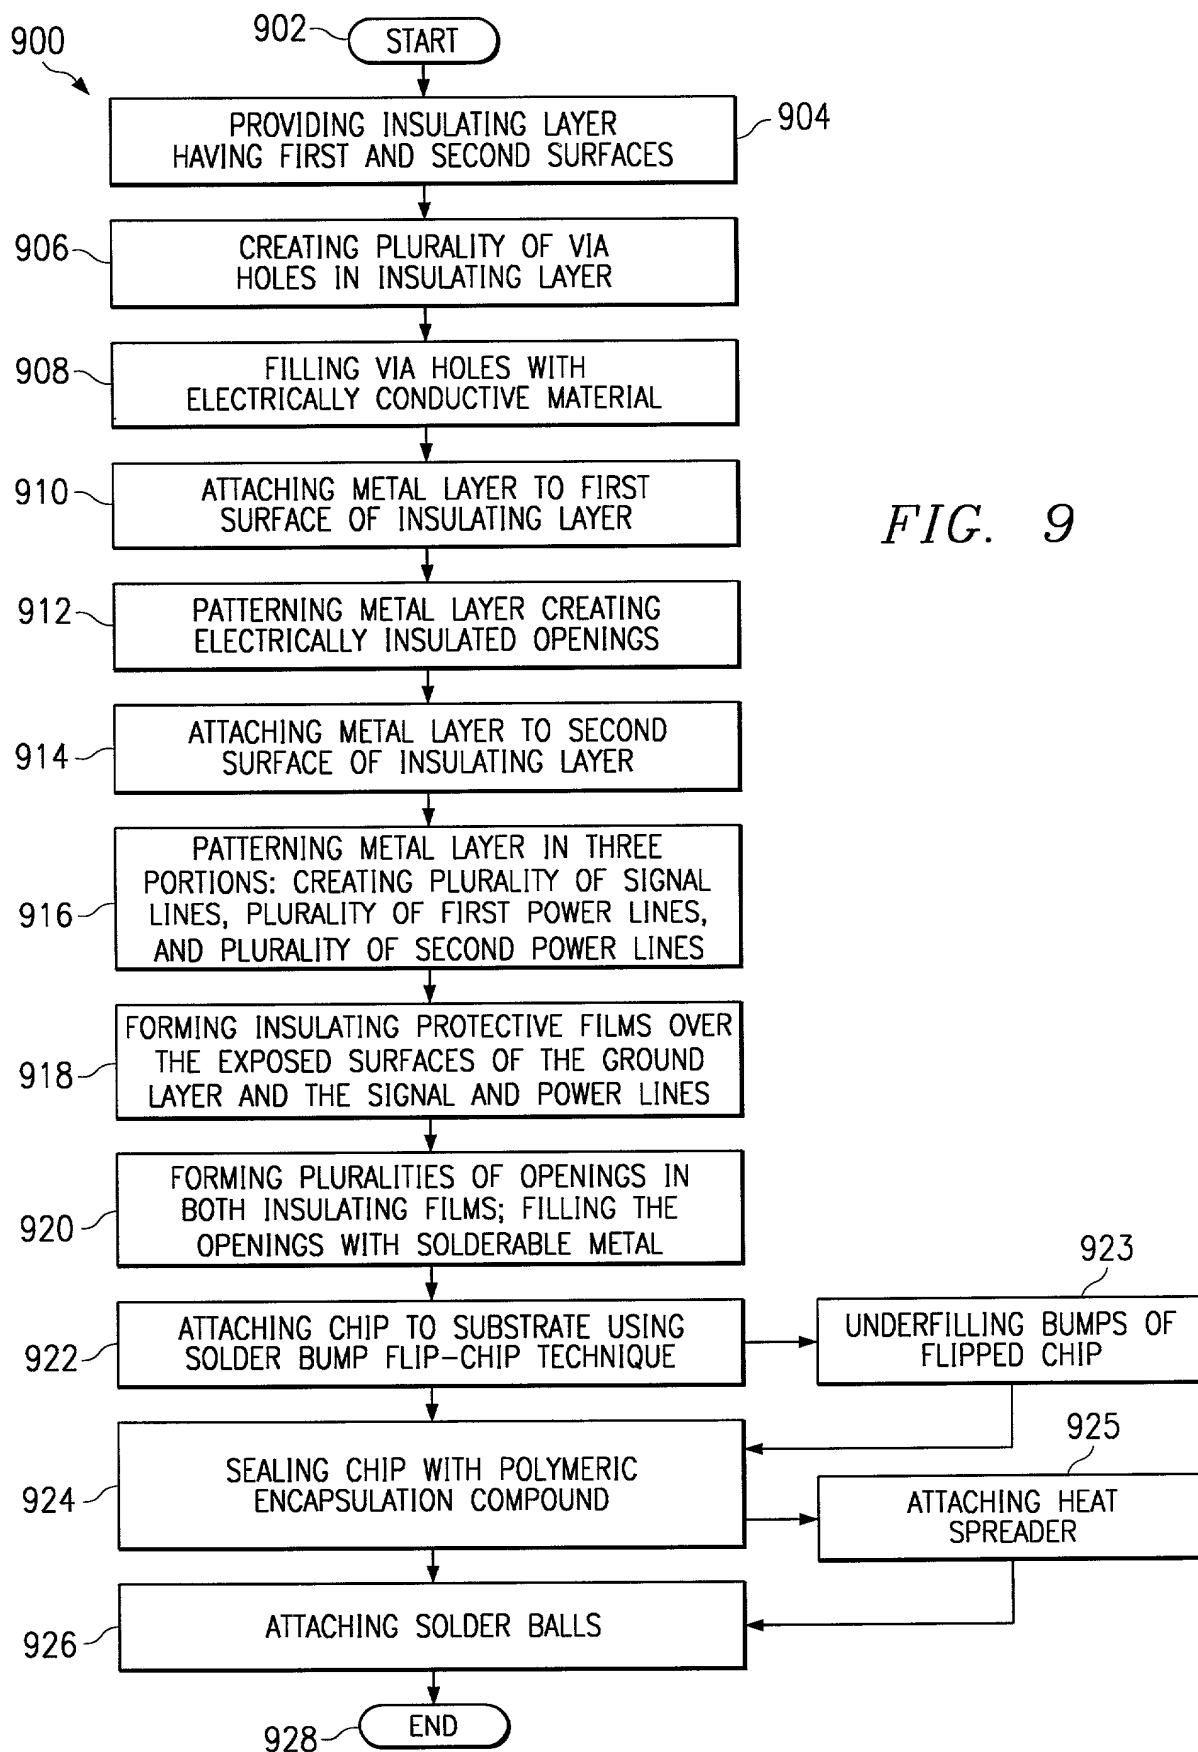 900
902
START
PROVIDING INSULATING LAYER
HAVING FIRST AND SECOND SURFACES
904
906
CREATING PLURALITY OF VIA
HOLES IN INSULATING LAYER
908
FILLING VIA HOLES WITH
ELECTRICALLY CONDUCTIVE MATERIAL
910
ATTACHING METAL LAYER TO FIRST
SURFACE OF INSULATING LAYER
FIG. 9
912
PATTERNING METAL LAYER CREATING
ELECTRICALLY INSULATED OPENINGS
914
ATTACHING METAL LAYER TO SECOND
SURFACE OF INSULATING LAYER
916
PATTERNING METAL LAYER IN THREE
PORTIONS: CREATING PLURALITY OF SIGNAL
LINES, PLURALITY OF FIRST POWER LINES,
AND PLURALITY OF SECOND POWER LINES
918
FORMING INSULATING PROTECTIVE FILMS OVER
THE EXPOSED SURFACES OF THE GROUND
LAYER AND THE SIGNAL AND POWER LINES
920
FORMING PLURALITIES OF OPENINGS IN
BOTH INSULATING FILMS; FILLING THE
OPENINGS WITH SOLDERABLE METAL
922
ATTACHING CHIP TO SUBSTRATE USING
SOLDER BUMP FLIP-CHIP TECHNIQUE
923
UNDERFILLING BUMPS OF
FLIPPED CHIP
924
SEALING CHIP WITH POLYMERIC
ENCAPSULATION COMPOUND
925
ATTACHING HEAT
SPREADER
926
ATTACHING SOLDER BALLS
928
END